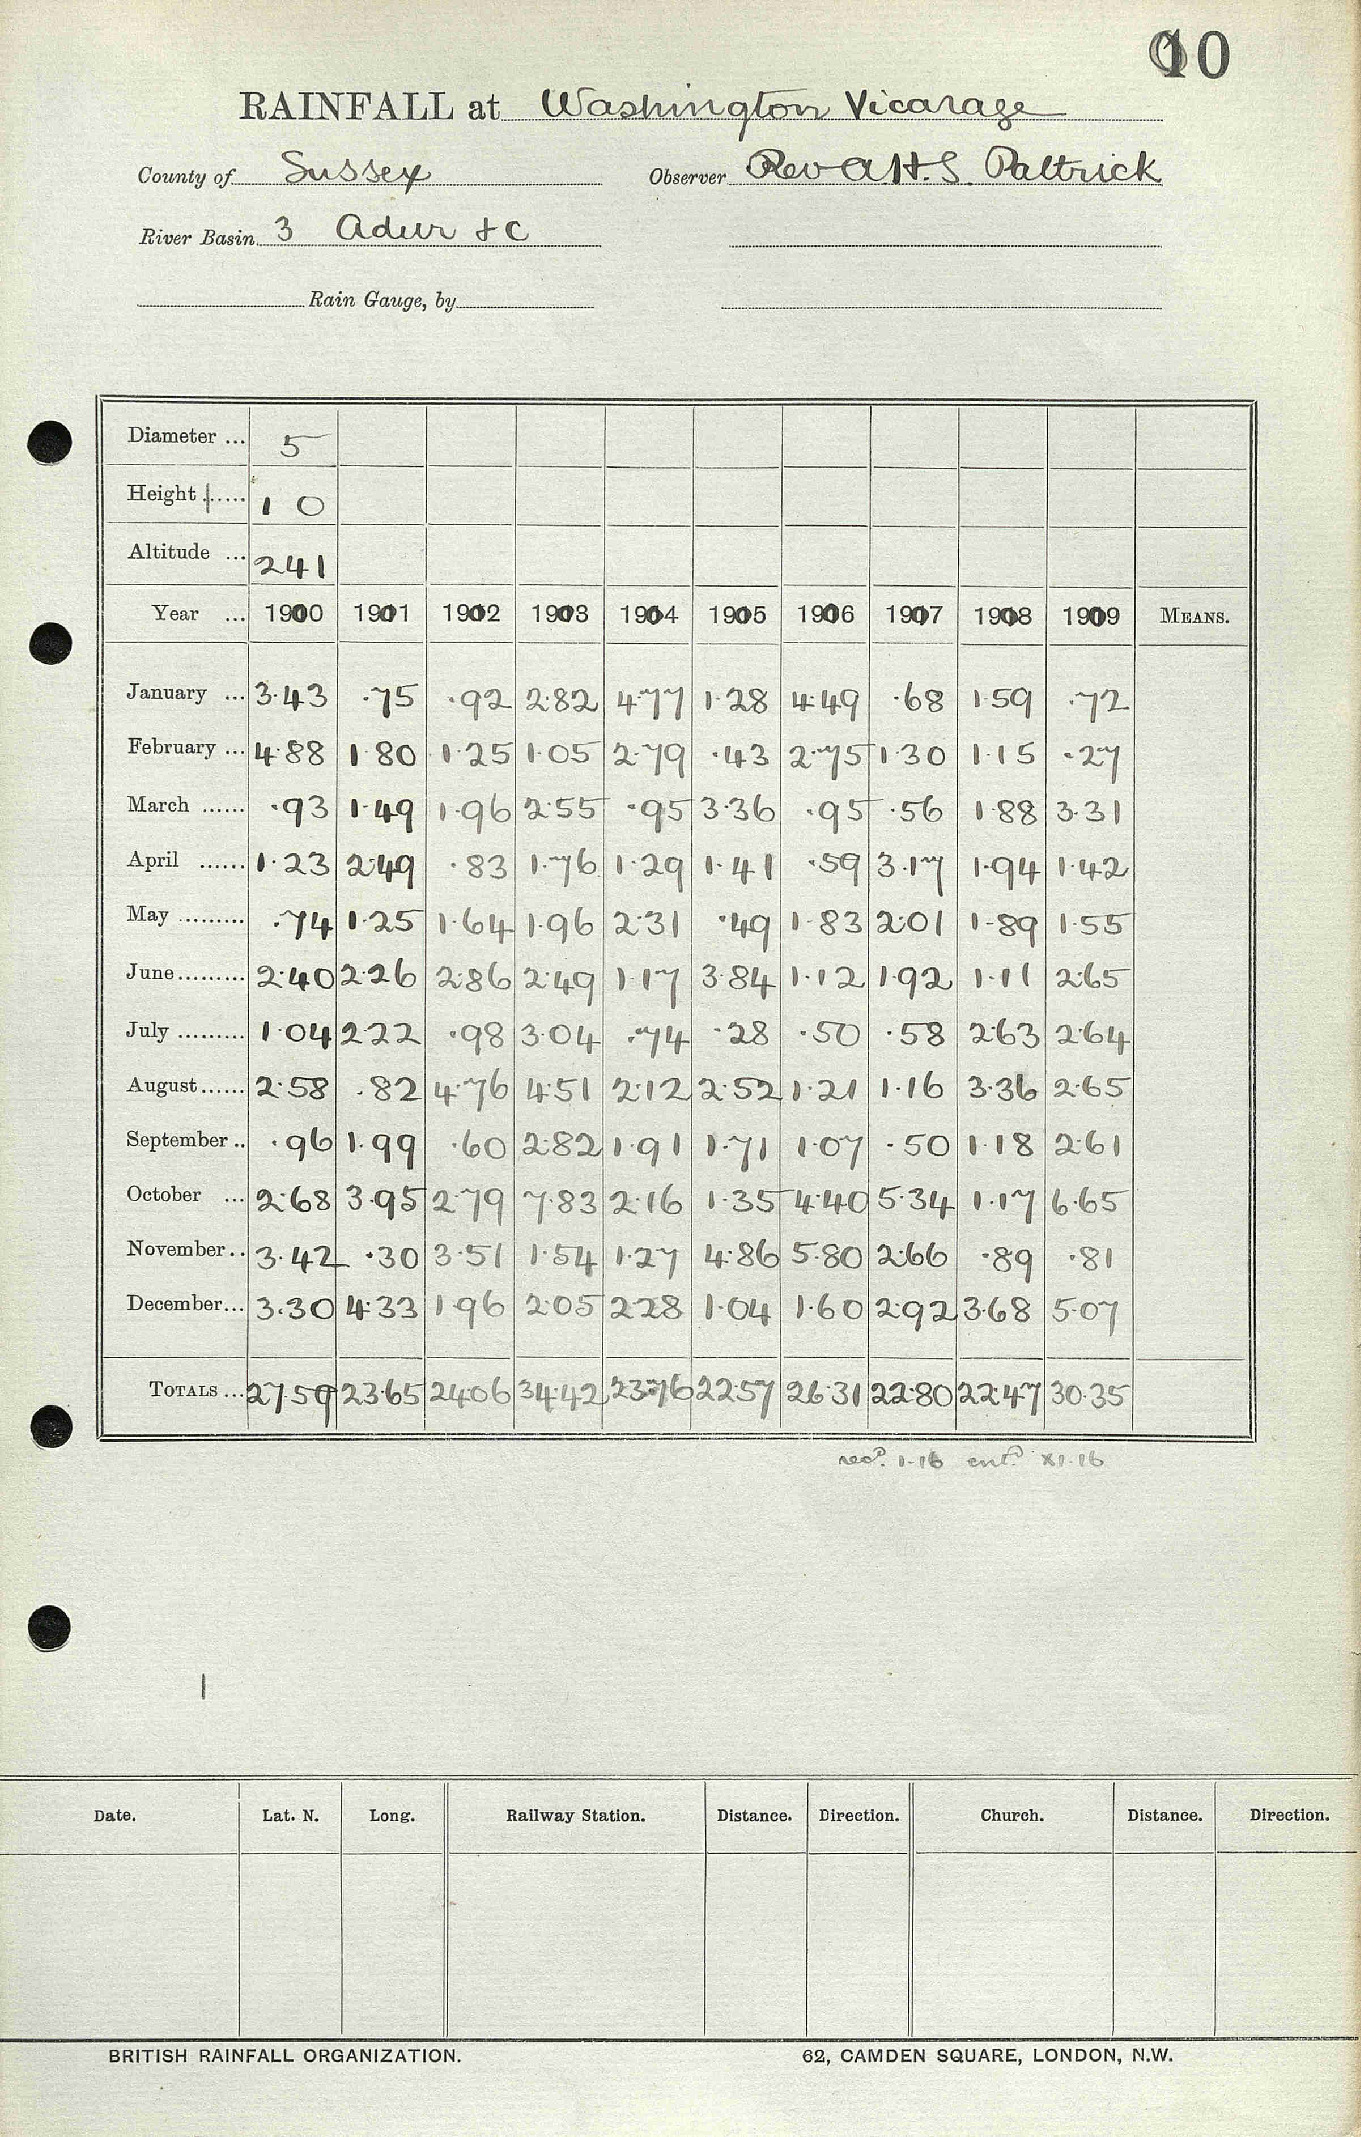 10
RAINFALL at Washington Vicarage
County of Sussex Observer Rev A H. S. Paltrick
River Basin 3 Adur & C
Rain Gauge, by
Diameter ... 5
Height ...... 1 0
Altitude ... 241
Year ... 1900 1901 1902 1903 1904 1905 1906 1907 1908 1909 MEANS.
January ... 3.43 .75 .92 2.82 4.77 1.28 4.49 .68 1.59 .72
February ... 4.88 1.80 1.25 1.05 2.79 .43 2.75 1.30 1.15 .27
March ...... .93 1.49 1.96 2.55 .95 3.36 .95 .56 1.88 3.31
April ...... 1.23 2.49 .83 1.76 1.29 1.41 .59 3.17 1.94 1.42
May ......... .74 1.25 1.64 1.96 2.31 .49 1.83 2.01 1.89 1.55
June......... 2.40 2.26 2.86 2.49 1.17 3.84 1.12 1.92 1.11 2.65
July ......... 1.04 2.22 .98 3.04 .74 .28 .50 .58 2.63 2.64
August...... 2.58 .82 4.76 4.51 2.12 2.52 1.21 1.16 3.36 2.65
September .. .96 1.99 .60 2.82 1.91 1.71 1.07 .50 1.18 2.61
October ... 2.68 3.95 2.79 7.83 2.16 1.35 4.40 5.34 1.17 6.65
November .. 3.42 .30 3.51 1.54 1.27 4.86 5.80 2.66 .89 .81
December... 3.30 4.33 1.96 2.05 2.28 1.04 1.60 2.92 3.68 5.07
TOTALS ... 27.59 23.65 24.06 34.42 23.76 22.57 26.31 22.80 22.47 30.35
recd. 1.16 entd. x1.16
Date. Lat. N. Long. Railway Station. Distance. Direction. Church. Distance. Direction.
BRITISH RAINFALL ORGANIZATION. 62, CAMDEN SQUARE, LONDON, N.W.